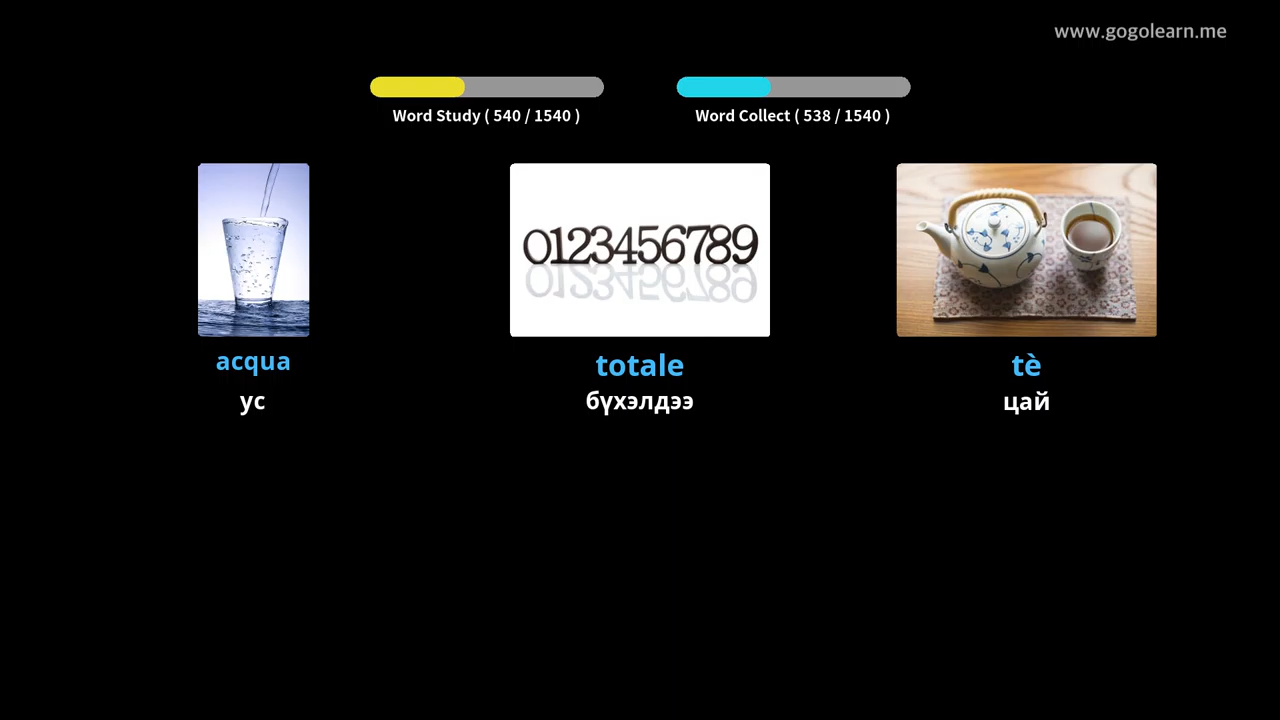 www.gogolearn.me
Word Study ( 540 / 1540 )
Word Collect ( 538 / 1540 )
0123456789
acqua
totale
tè
ус
бүхэлдээ
цай